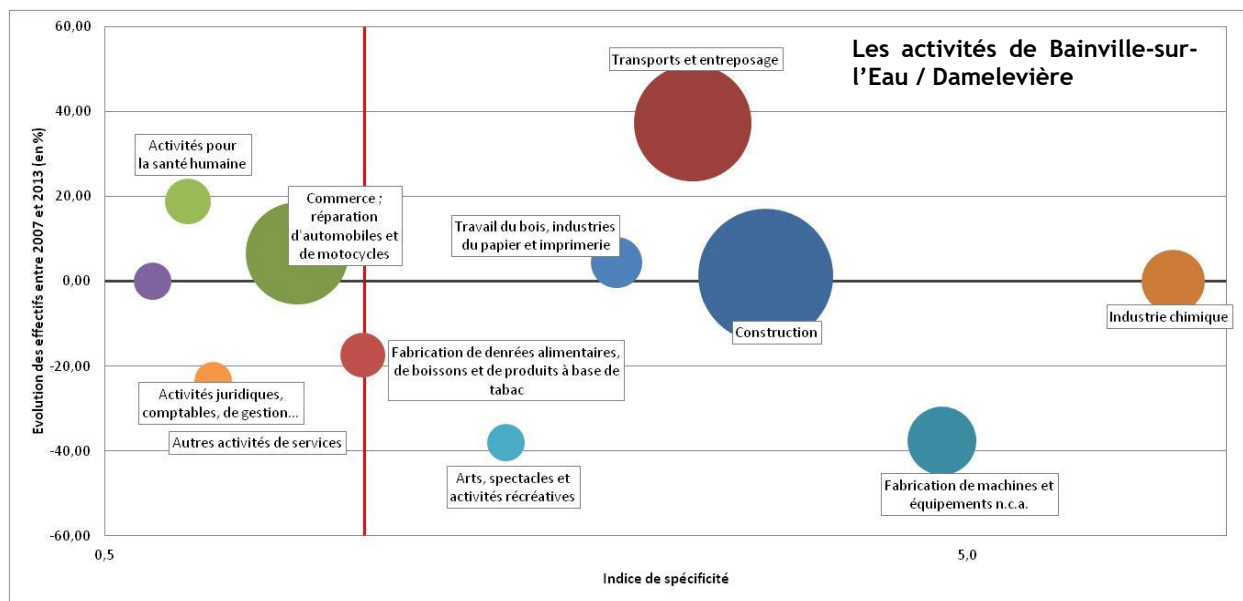 Les activités de Bainville-sur-
l'Eau / Damelevière
Evolution des effectifs entre 2007 et 2013 (en %)
60,00
40,00
20,00
0,00
-20,00
-40,00
-60,00
Transports et entreposage
Activités pour
la santé humaine
Commerce ;
réparation
d'automobiles et
de motocycles
Travail du bois, industries
du papier et imprimerie
Construction
Industrie chimique
Fabrication de denrées alimentaires,
de boissons et de produits à base de
tabac
Activités juridiques,
comptables, de gestion...
Autres activités de services
Arts, spectacles et
activités récréatives
Fabrication de machines et
équipements n.c.a.
0,5
5,0
Indice de spécificité